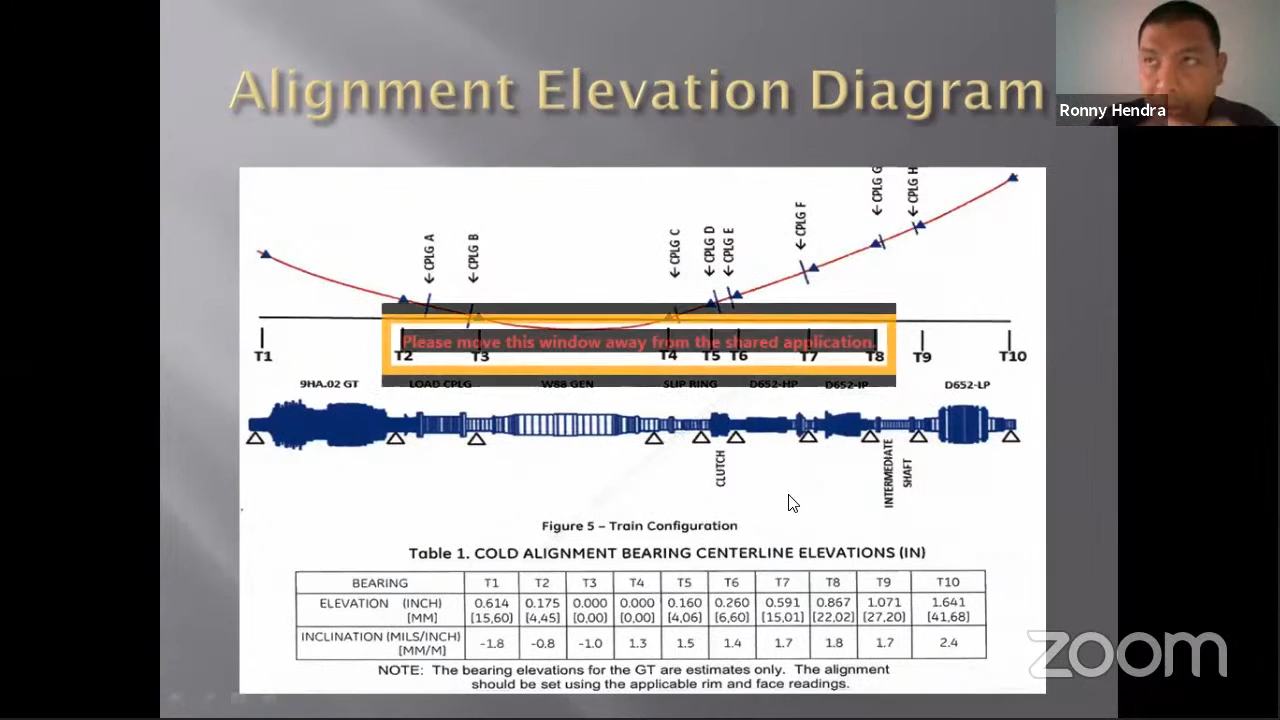 Alignment Elevation Diagram
Ronny Hendra
← CPLG A
← CPLG B
← CPLG C
← CPLG D
← CPLG E
← CPLG F
← CPLG G
← CPLG H
Please move this window away from the shared application.
T1 T2 T3 T4 T5 T6 T7 T8 T9 T10
9HA.02 GT LOAD CPLG W88 GEN SLIP RING D652-HP D652-IP D652-LP
CLUTCH
INTERMEDIATE
SHAFT
Figure 5 – Train Configuration
Table 1. COLD ALIGNMENT BEARING CENTERLINE ELEVATIONS (IN)
BEARING T1 T2 T3 T4 T5 T6 T7 T8 T9 T10
ELEVATION (INCH) 0.614 0.175 0.000 0.000 0.160 0.260 0.591 0.867 1.071 1.641
[MM] [15,60] [4,45] [0,00] [0,00] [4,06] [6,60] [15,01] [22,02] [27,20] [41,68]
INCLINATION (MILS/INCH) -1.8 -0.8 -1.0 1.3 1.5 1.4 1.7 1.8 1.7 2.4
[MM/M]
NOTE: The bearing elevations for the GT are estimates only. The alignment
should be set using the applicable rim and face readings.
zoom